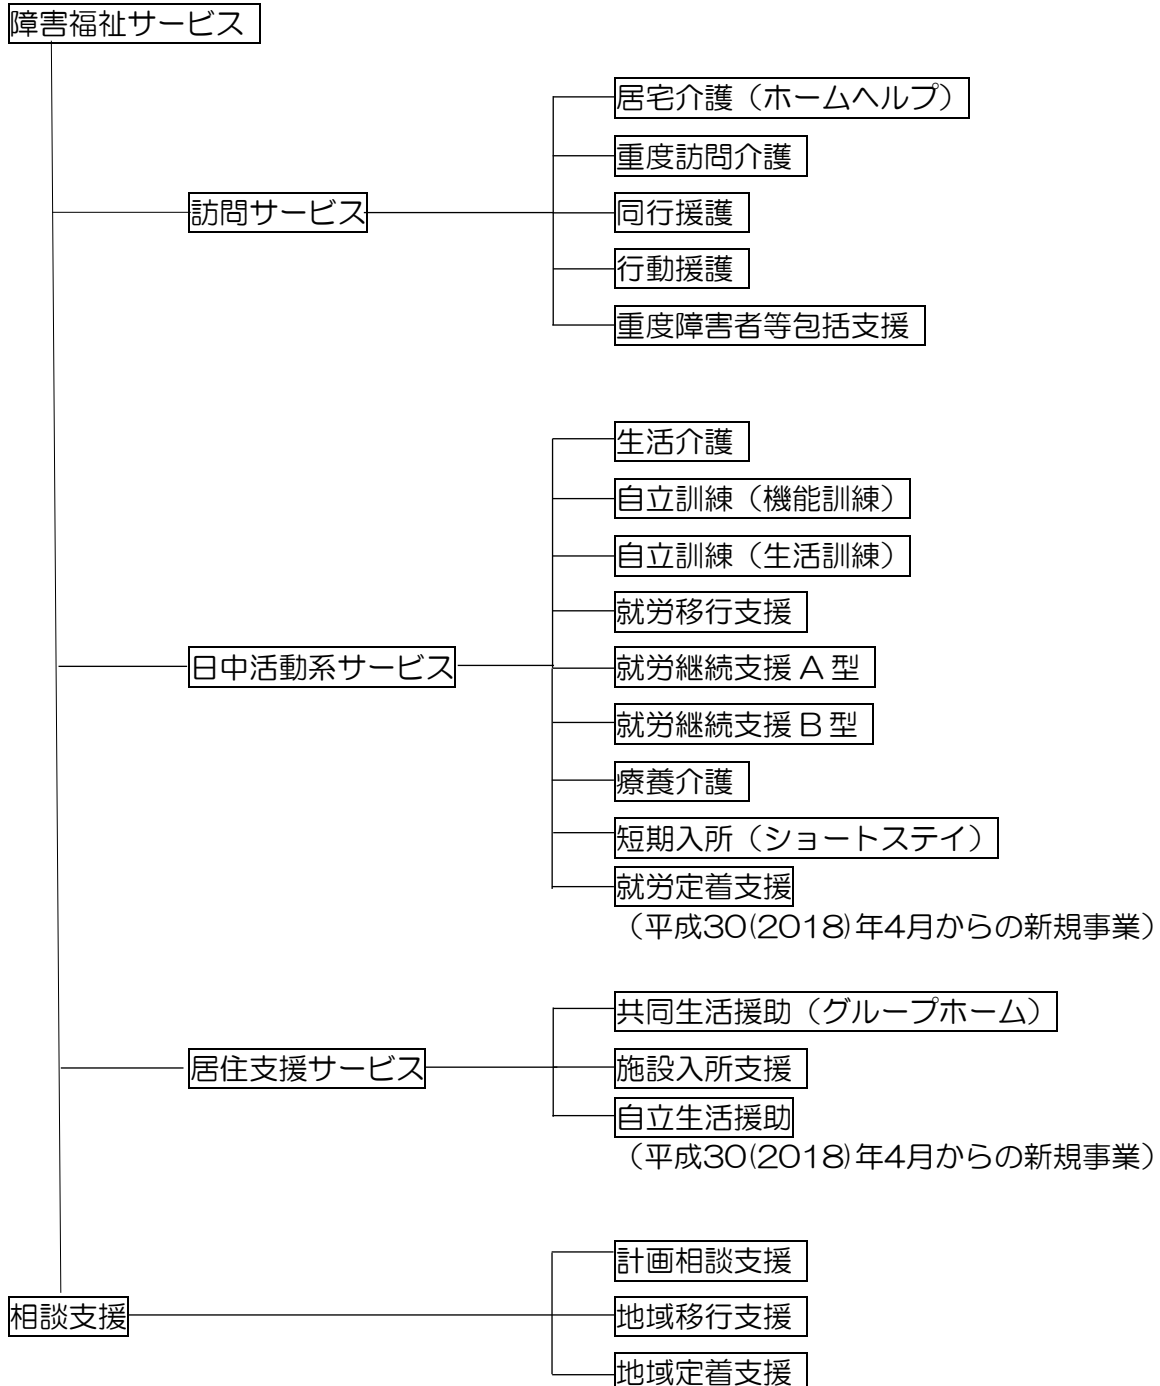 障害福祉サービス
居宅介護（ホームヘルプ）
重度訪問介護
訪問サービス
同行援護
行動援護
重度障害者等包括支援
生活介護
自立訓練（機能訓練）
自立訓練（生活訓練）
就労移行支援
日中活動系サービス
就労継続支援A型
就労継続支援B型
療養介護
短期入所（ショートステイ）
就労定着支援
（平成30(2018)年4月からの新規事業）
共同生活援助（グループホーム）
居住支援サービス
施設入所支援
自立生活援助
（平成30(2018)年4月からの新規事業）
計画相談支援
相談支援
地域移行支援
地域定着支援